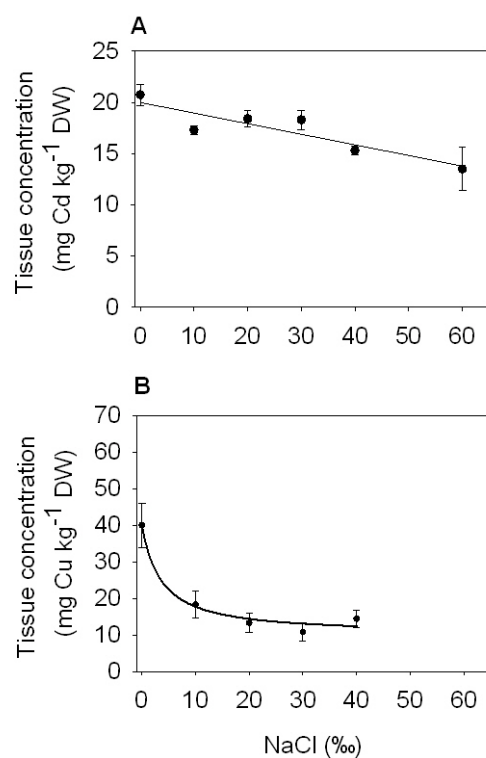 A
Tissue concentration
(mg Cd kg⁻¹ DW)
25
20
15
10
5
0
0 10 20 30 40 50 60
B
Tissue concentration
(mg Cu kg⁻¹ DW)
70
60
50
40
30
20
10
0
0 10 20 30 40 50 60
NaCl (‰)